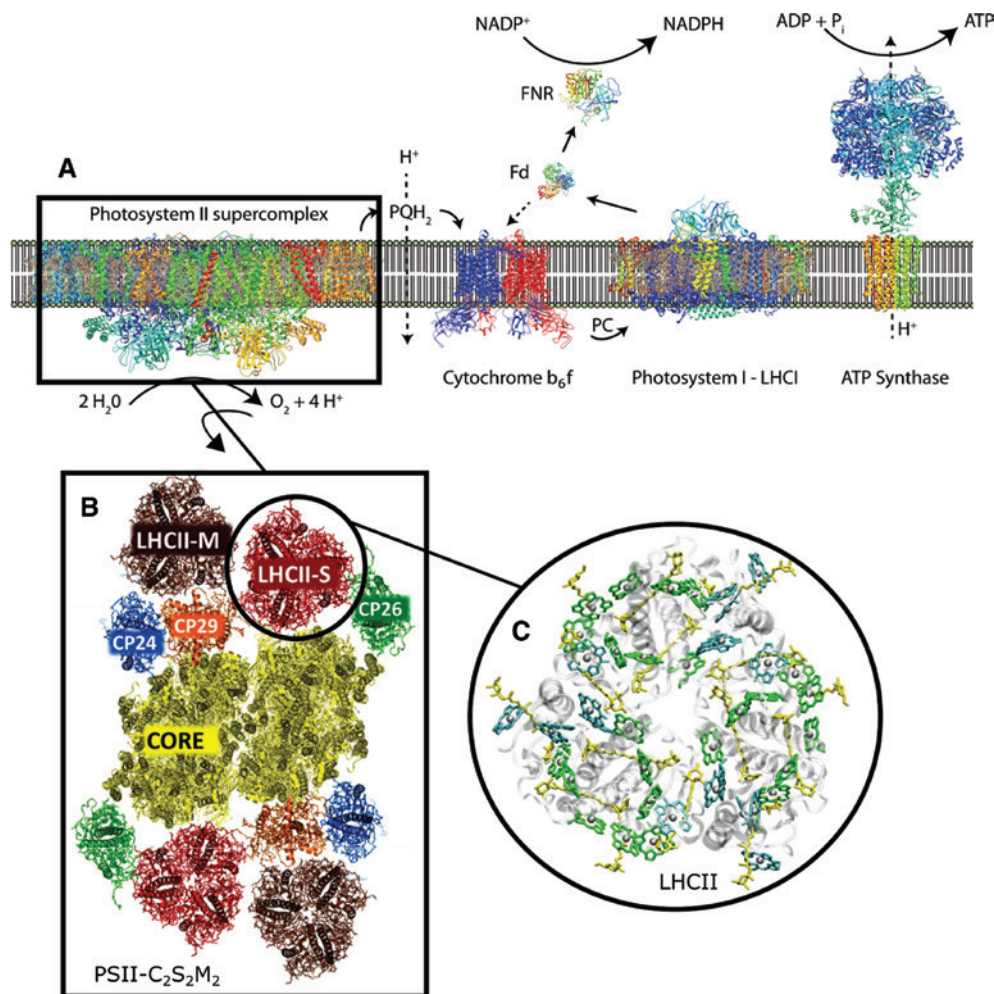 NADP⁺
NADPH
ADP + Pᵢ
ATP
FNR
A
H⁺
Fd
Photosystem II supercomplex
PQH₂
PC
H⁺
Cytochrome b₆f
Photosystem I - LHCI
ATP Synthase
2 H₂0
O₂ + 4 H⁺
B
LHCII-M
LHCII-S
CP26
CP24
CP29
C
CORE
LHCII
PSII-C₂S₂M₂